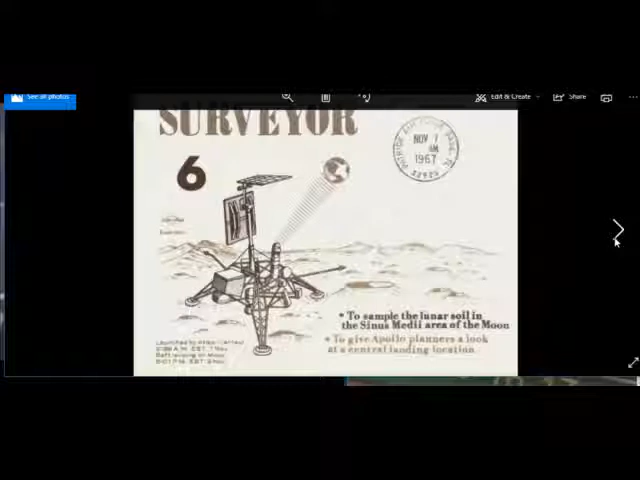 See all photos
Edit & Create
Share
SURVEYOR
6
NOV 7
AM
1967
• To sample the lunar soil in
the Sinus Medii area of the Moon
• To give Apollo planners a look
at a central landing location.